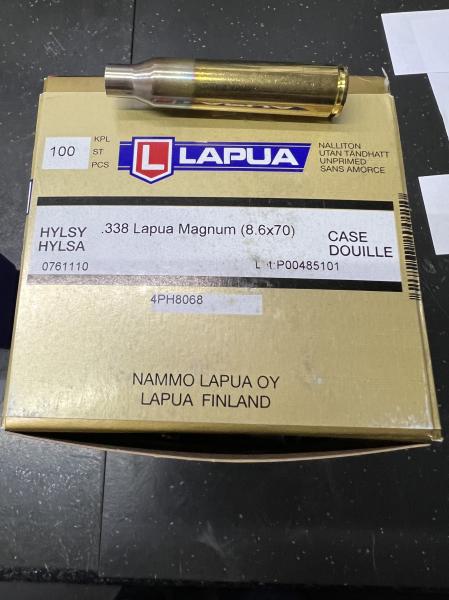 100
KPL
ST
PCS
L LAPUA
NALLITON
UTAN TÄNDHATT
UNPRIMED
SANS AMORCE
HYLSY
HYLSA
.338 Lapua Magnum (8.6x70)
CASE
DOUILLE
0761110
P00485101
4PH8068
NAMMO LAPUA OY
LAPUA FINLAND